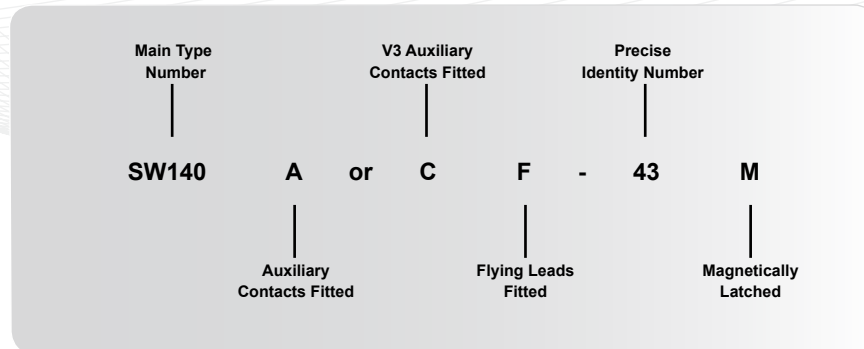 Main Type
Number
V3 Auxiliary
Contacts Fitted
Precise
Identity Number
SW140 A or C F - 43 M
Auxiliary
Contacts Fitted
Flying Leads
Fitted
Magnetically
Latched